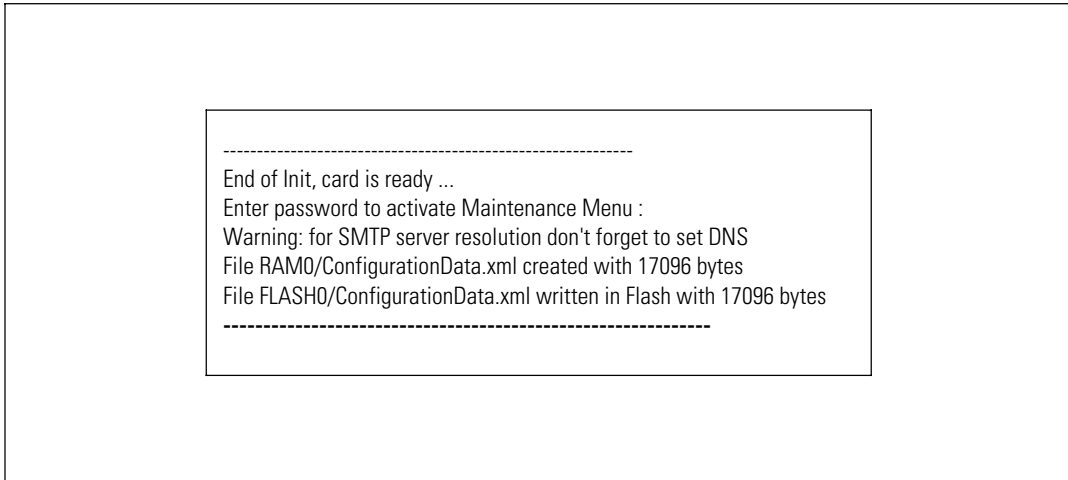 -------------------------------------------------------------
End of Init, card is ready ...
Enter password to activate Maintenance Menu :
Warning: for SMTP server resolution don't forget to set DNS
File RAM0/ConfigurationData.xml created with 17096 bytes
File FLASH0/ConfigurationData.xml written in Flash with 17096 bytes
-------------------------------------------------------------